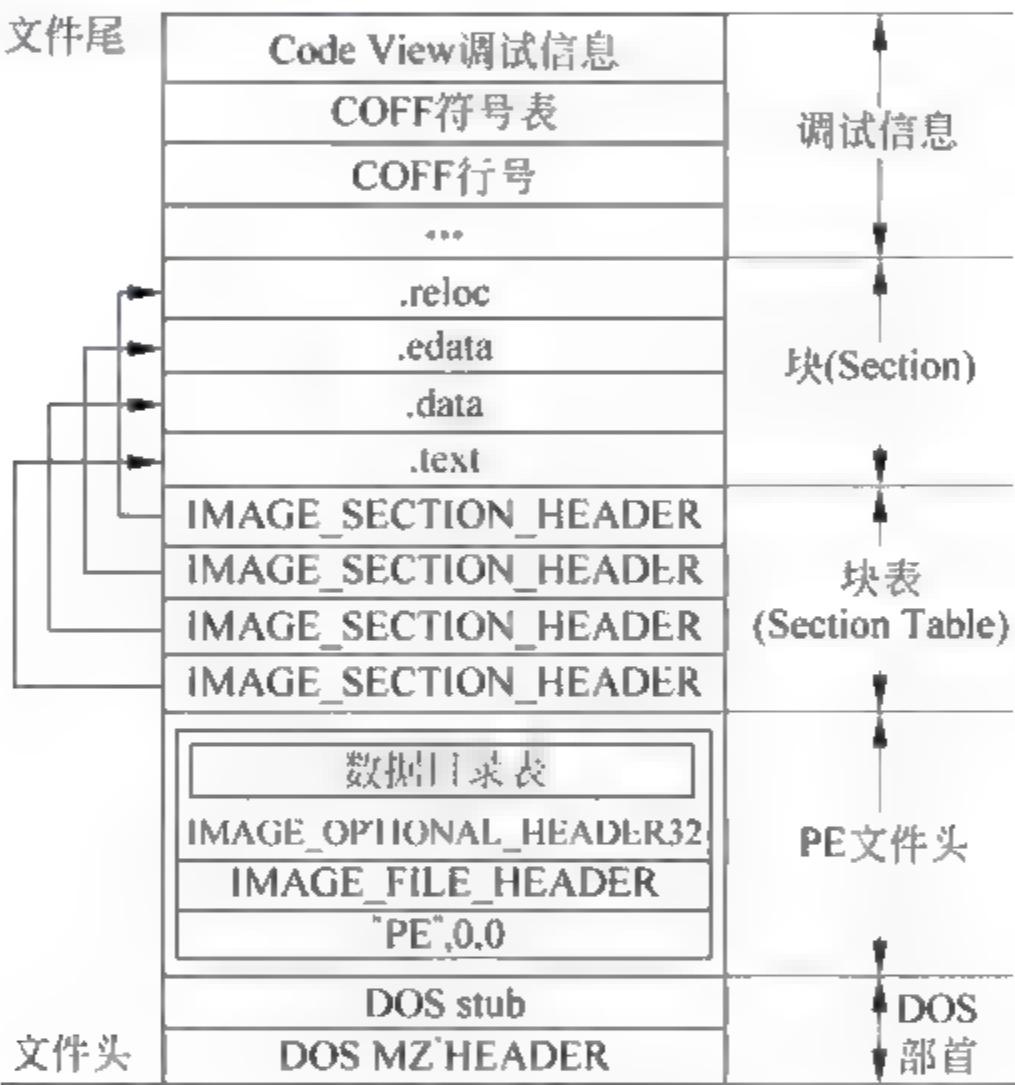 文件尾
Code View调试信息
COFF符号表
COFF行号
...
调试信息
.reloc
.edata
.data
.text
块(Section)
IMAGE_SECTION_HEADER
IMAGE_SECTION_HEADER
IMAGE_SECTION_HEADER
IMAGE_SECTION_HEADER
块表
(Section Table)
数据目录表
IMAGE_OPTIONAL_HEADER32
IMAGE_FILE_HEADER
"PE",0,0
PE文件头
DOS stub
DOS MZ HEADER
DOS
部首
文件头